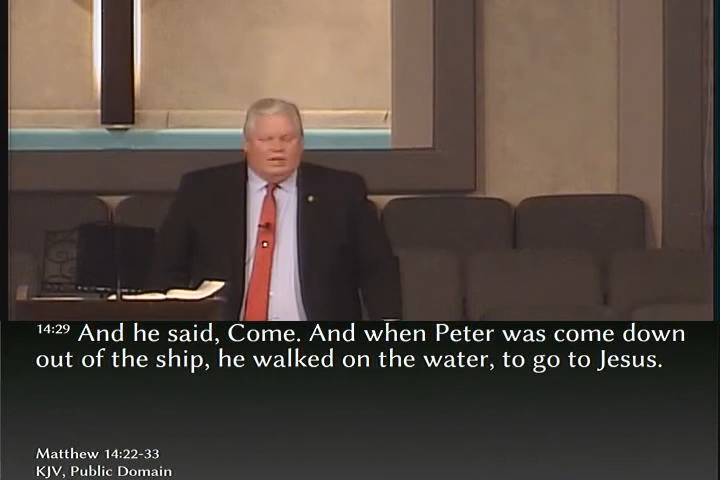 14:29 And he said, Come. And when Peter was come down
out of the ship, he walked on the water, to go to Jesus.
Matthew 14:22-33
KJV, Public Domain